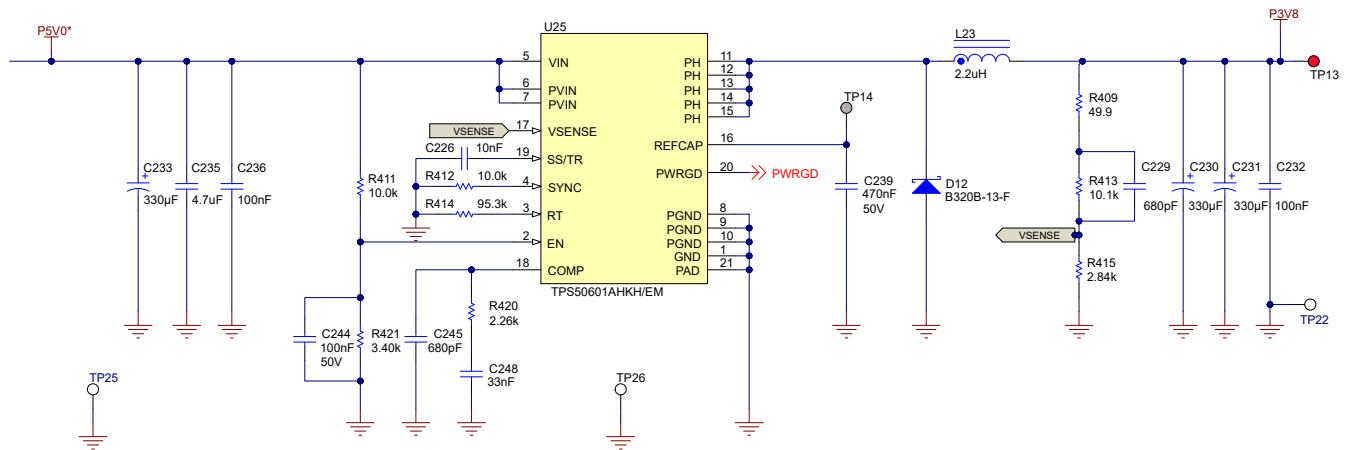 P5V0*
U25
P3V8
L23
2.2uH
TP13
5 VIN
6 PVIN
7 PVIN
VSENSE 17 VSENSE
C226 10nF 19 SS/TR
R412 10.0k 4 SYNC
R414 95.3k 3 RT
2 EN
18 COMP
PH 11
PH 12
PH 13
PH 14
PH 15
REFCAP 16
PWRGD 20 PWRGD
PGND 8
PGND 9
PGND 10
GND 1
PAD 21
TPS50601AHKH/EM
C233
330µF
C235
4.7uF
C236
100nF
R411
10.0k
TP14
C239
470nF
50V
D12
B320B-13-F
R409
49.9
R413
10.1k
C229
680pF
C230
330µF
C231
330µF
C232
100nF
VSENSE
R415
2.84k
TP22
C244
100nF
50V
R421
3.40k
C245
680pF
R420
2.26k
C248
33nF
TP25
TP26